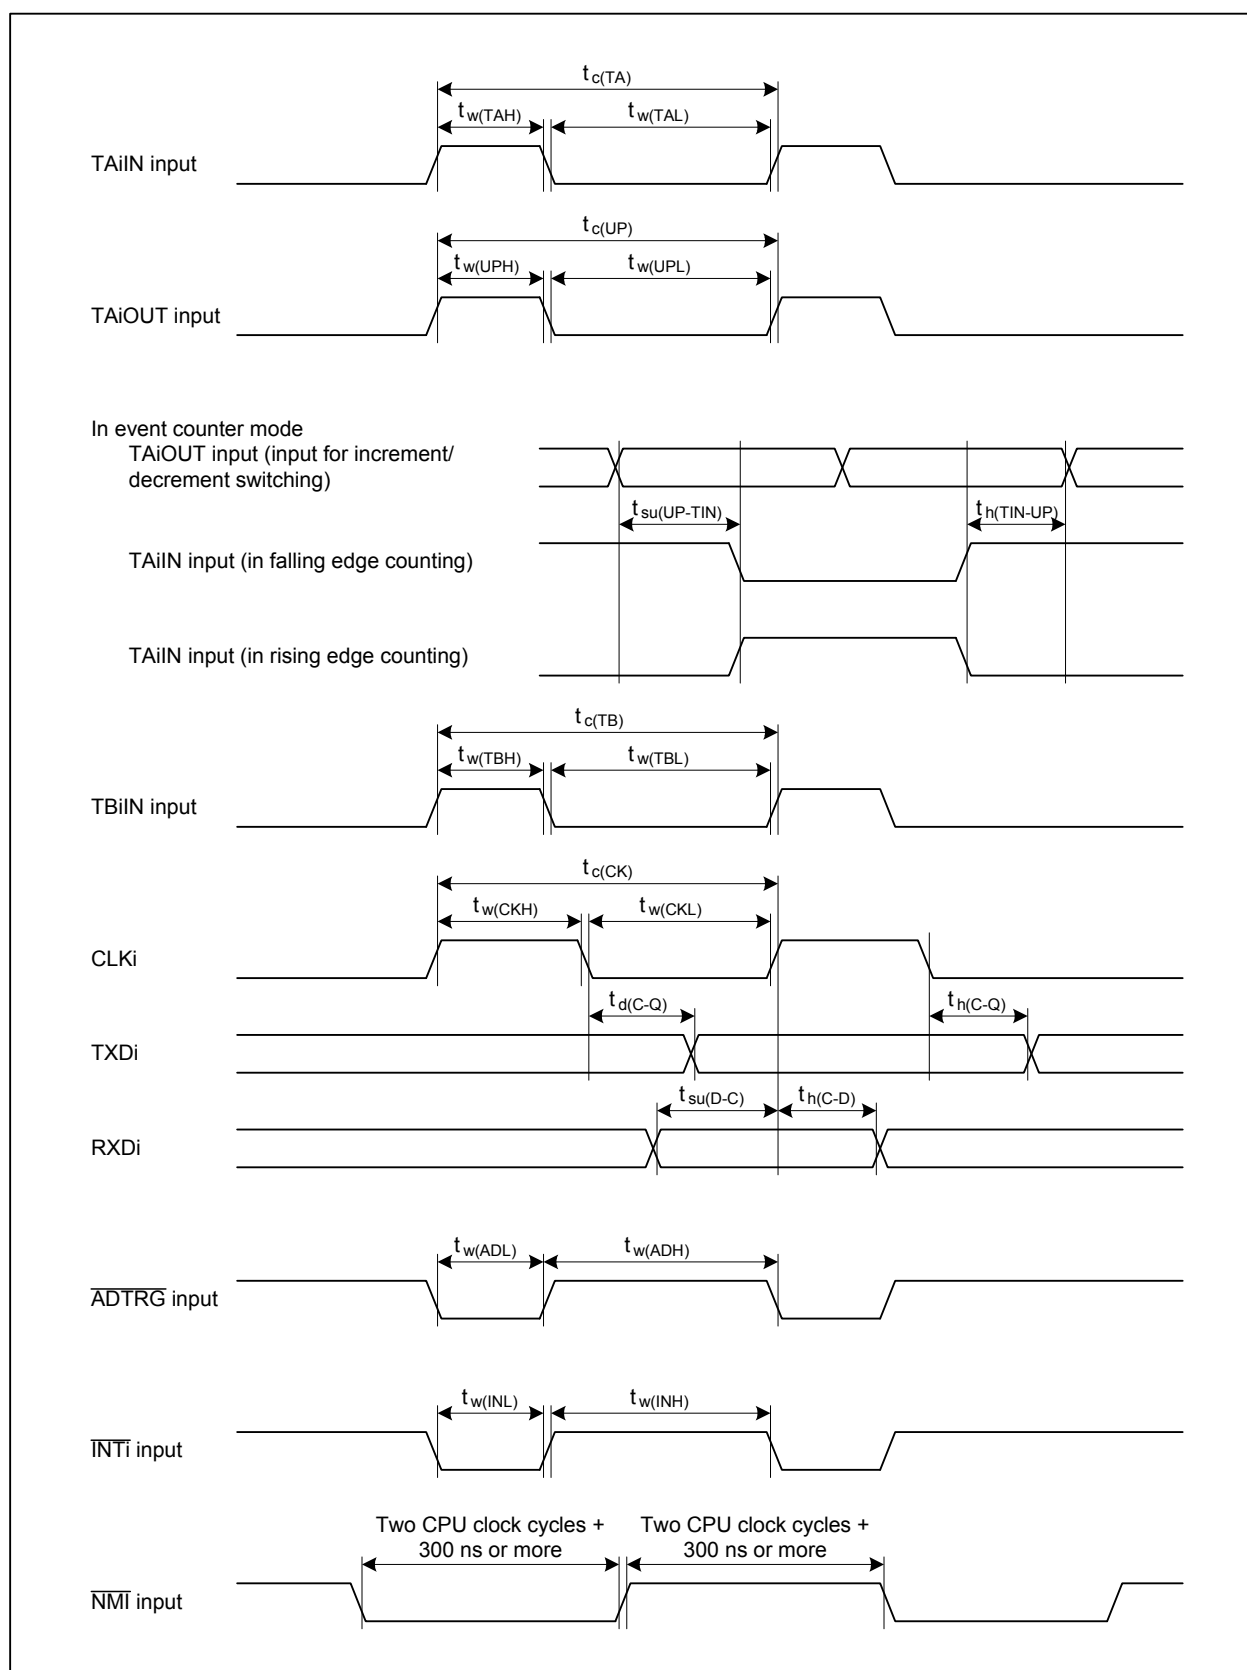 tc(TA)
tw(TAH)
tw(TAL)
TAiIN input
tc(UP)
tw(UPH)
tw(UPL)
TAiOUT input
In event counter mode
TAiOUT input (input for increment/
decrement switching)
tsu(UP-TIN)
th(TIN-UP)
TAiIN input (in falling edge counting)
TAiIN input (in rising edge counting)
tc(TB)
tw(TBH)
tw(TBL)
TBiIN input
tc(CK)
tw(CKH)
tw(CKL)
CLKi
td(C-Q)
th(C-Q)
TXDi
tsu(D-C)
th(C-D)
RXDi
tw(ADL)
tw(ADH)
ADTRG input
tw(INL)
tw(INH)
INTi input
Two CPU clock cycles +
300 ns or more
Two CPU clock cycles +
300 ns or more
NMI input